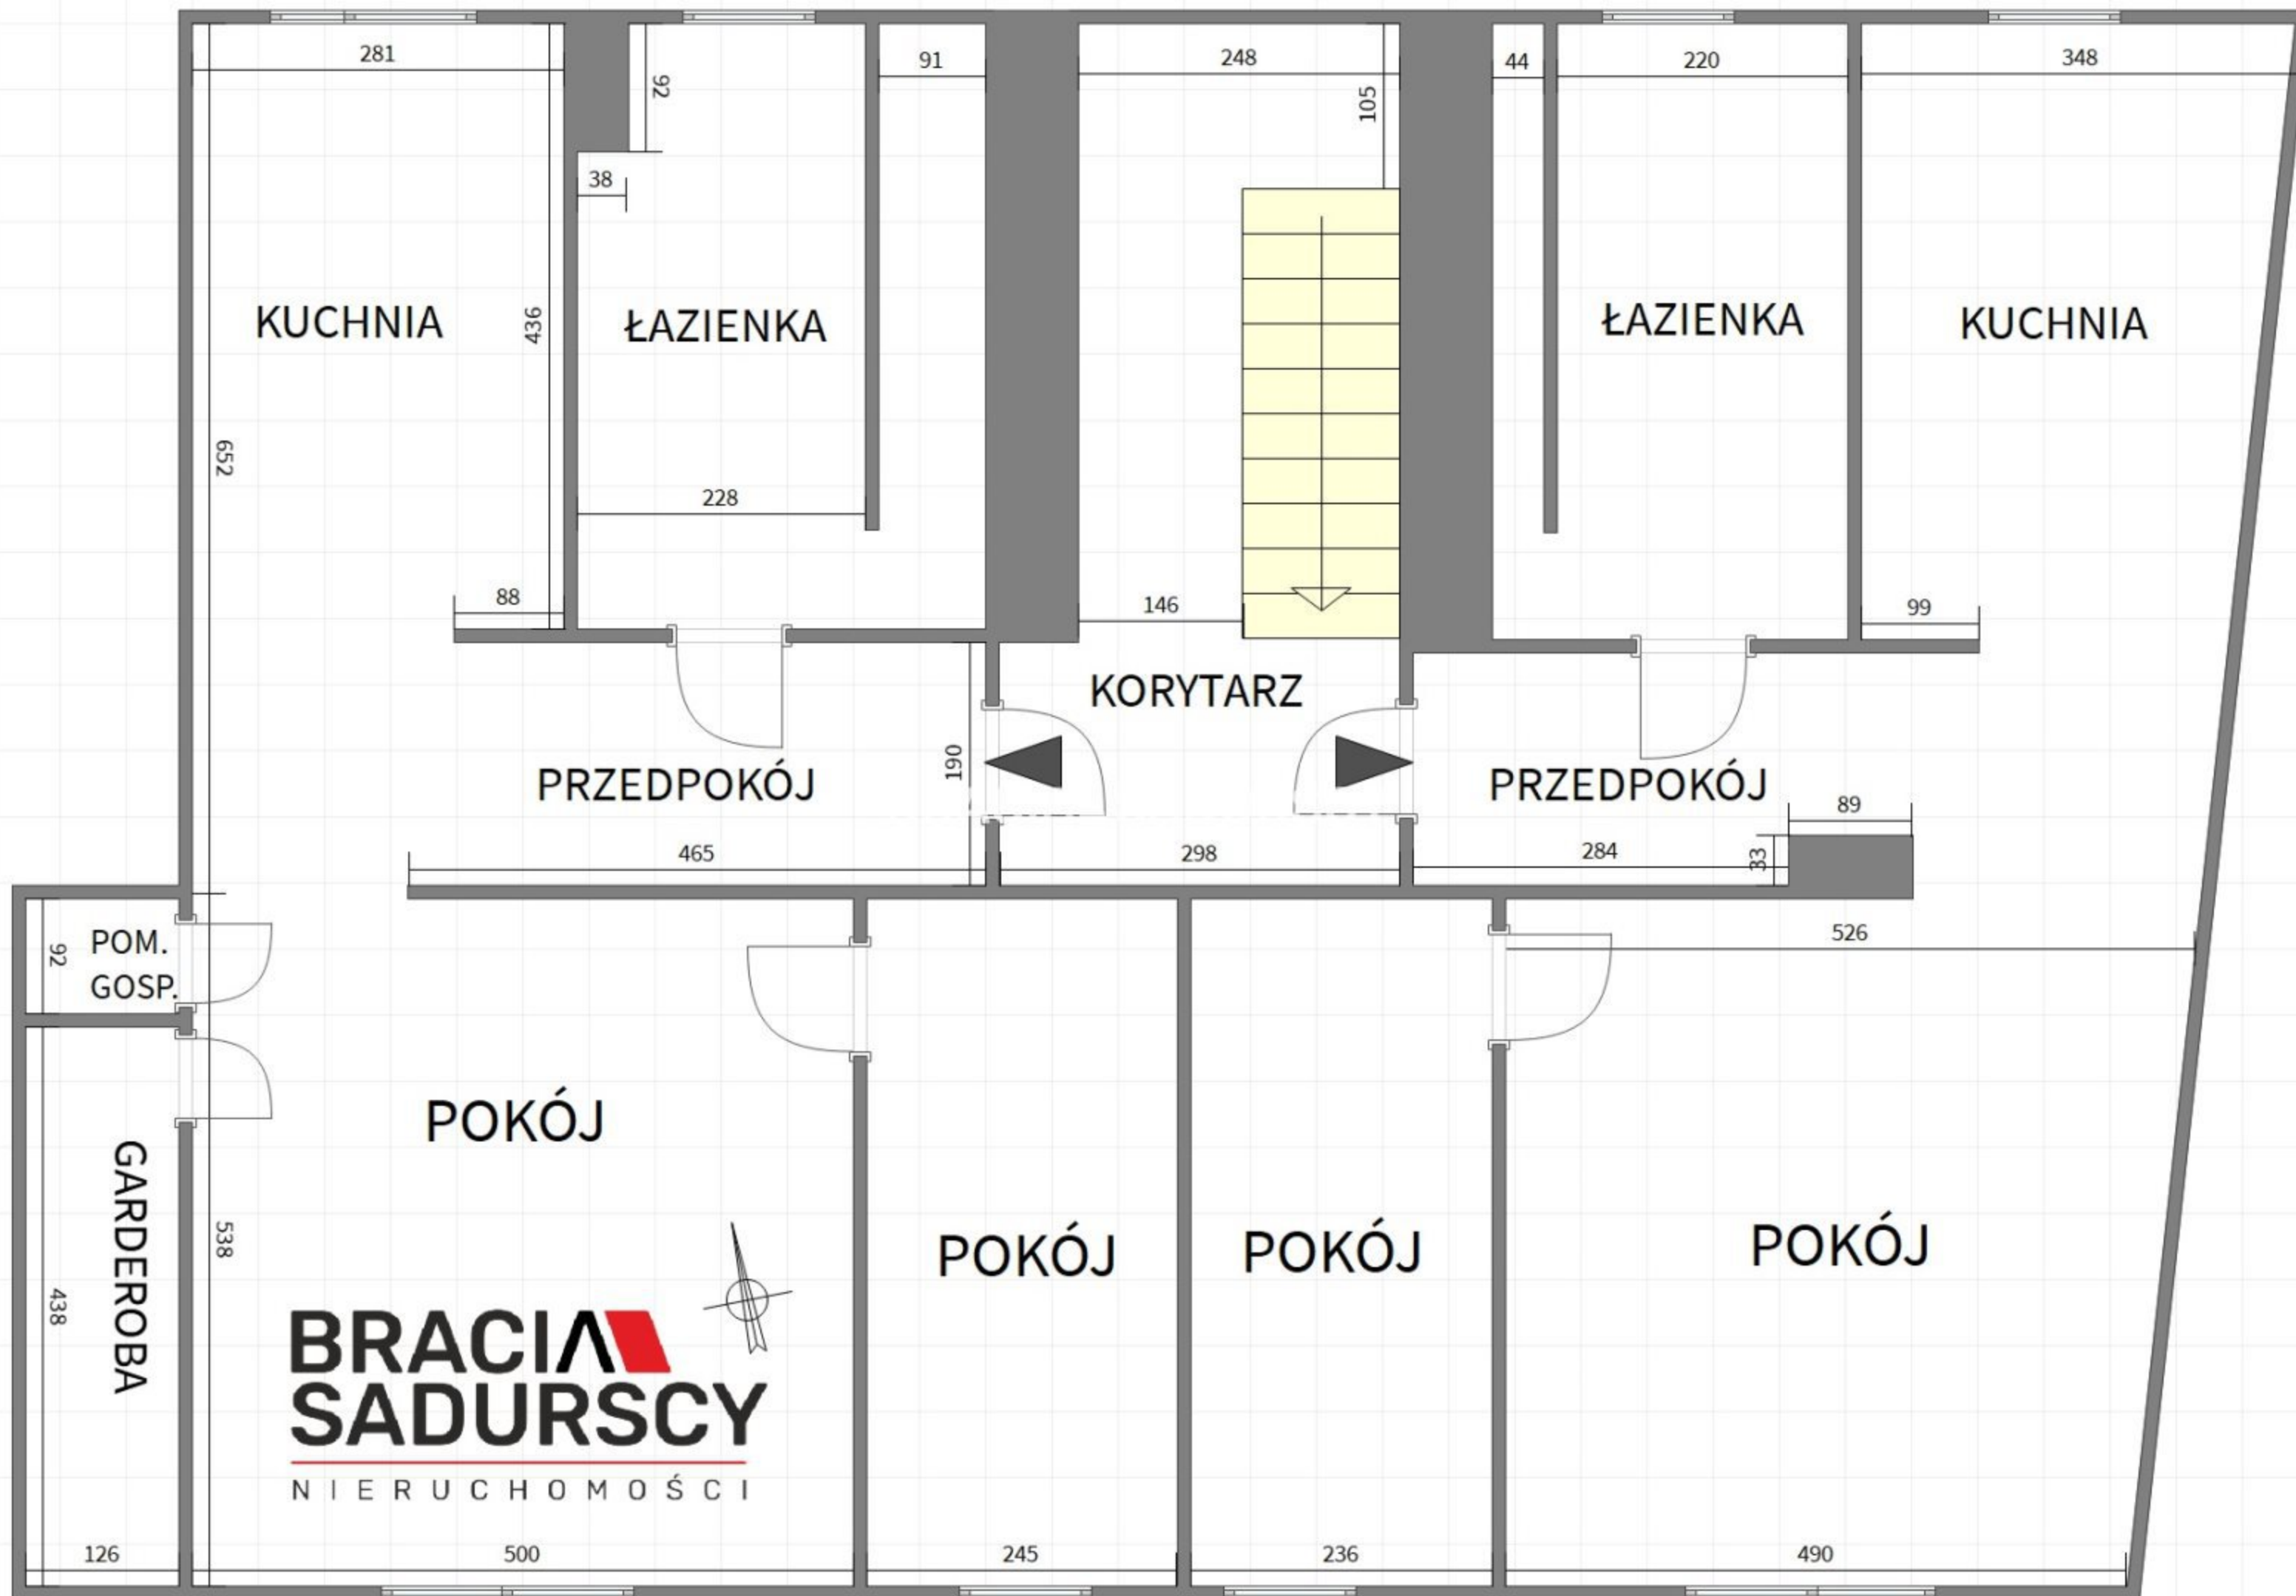 281
92
91
248
105
44
220
348
38
KUCHNIA
436
ŁAZIENKA
ŁAZIENKA
KUCHNIA
652
228
88
146
99
KORYTARZ
PRZEDPOKÓJ
190
PRZEDPOKÓJ
89
465
298
284
33
92
POM.
GOSP.
526
POKÓJ
GARDEROBA
538
438
POKÓJ
POKÓJ
POKÓJ
BRACIA
SADURSCY
NIERUCHOMOŚCI
126
500
245
236
490